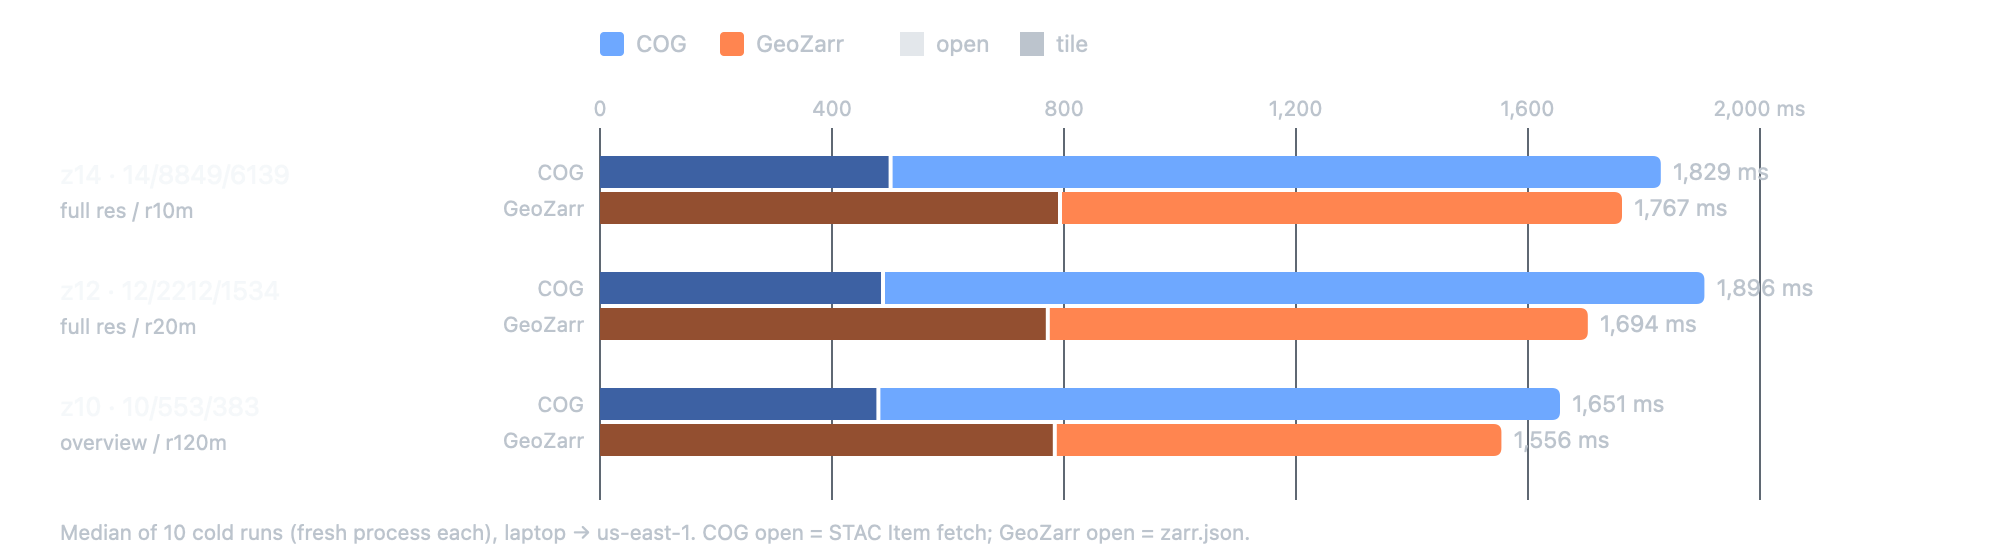 COG GeoZarr open tile
0 400 800 1,200 1,600 2,000 ms
z14 · 14/8849/6139
full res / r10m
COG 1,829 ms
GeoZarr 1,767 ms
z12 · 12/2212/1534
full res / r20m
COG 1,896 ms
GeoZarr 1,694 ms
z10 · 10/553/383
overview / r120m
COG 1,651 ms
GeoZarr 1,556 ms
Median of 10 cold runs (fresh process each), laptop → us-east-1. COG open = STAC Item fetch; GeoZarr open = zarr.json.